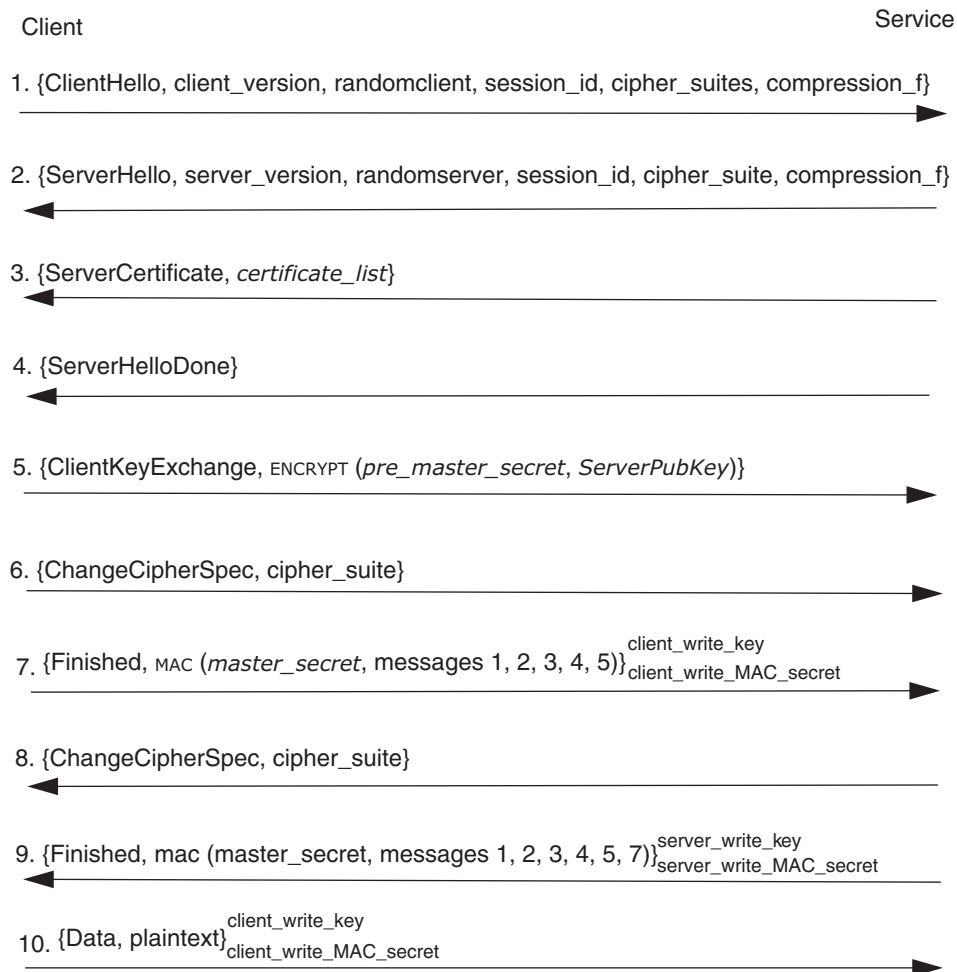 Client
Service
1. {ClientHello, client_version, randomclient, session_id, cipher_suites, compression_f}
2. {ServerHello, server_version, randomserver, session_id, cipher_suite, compression_f}
3. {ServerCertificate, certificate_list}
4. {ServerHelloDone}
5. {ClientKeyExchange, ENCRYPT (pre_master_secret, ServerPubKey)}
6. {ChangeCipherSpec, cipher_suite}
7. {Finished, MAC (master_secret, messages 1, 2, 3, 4, 5)} client_write_key
client_write_MAC_secret
8. {ChangeCipherSpec, cipher_suite}
9. {Finished, mac (master_secret, messages 1, 2, 3, 4, 5, 7)} server_write_key
server_write_MAC_secret
10. {Data, plaintext} client_write_key
client_write_MAC_secret